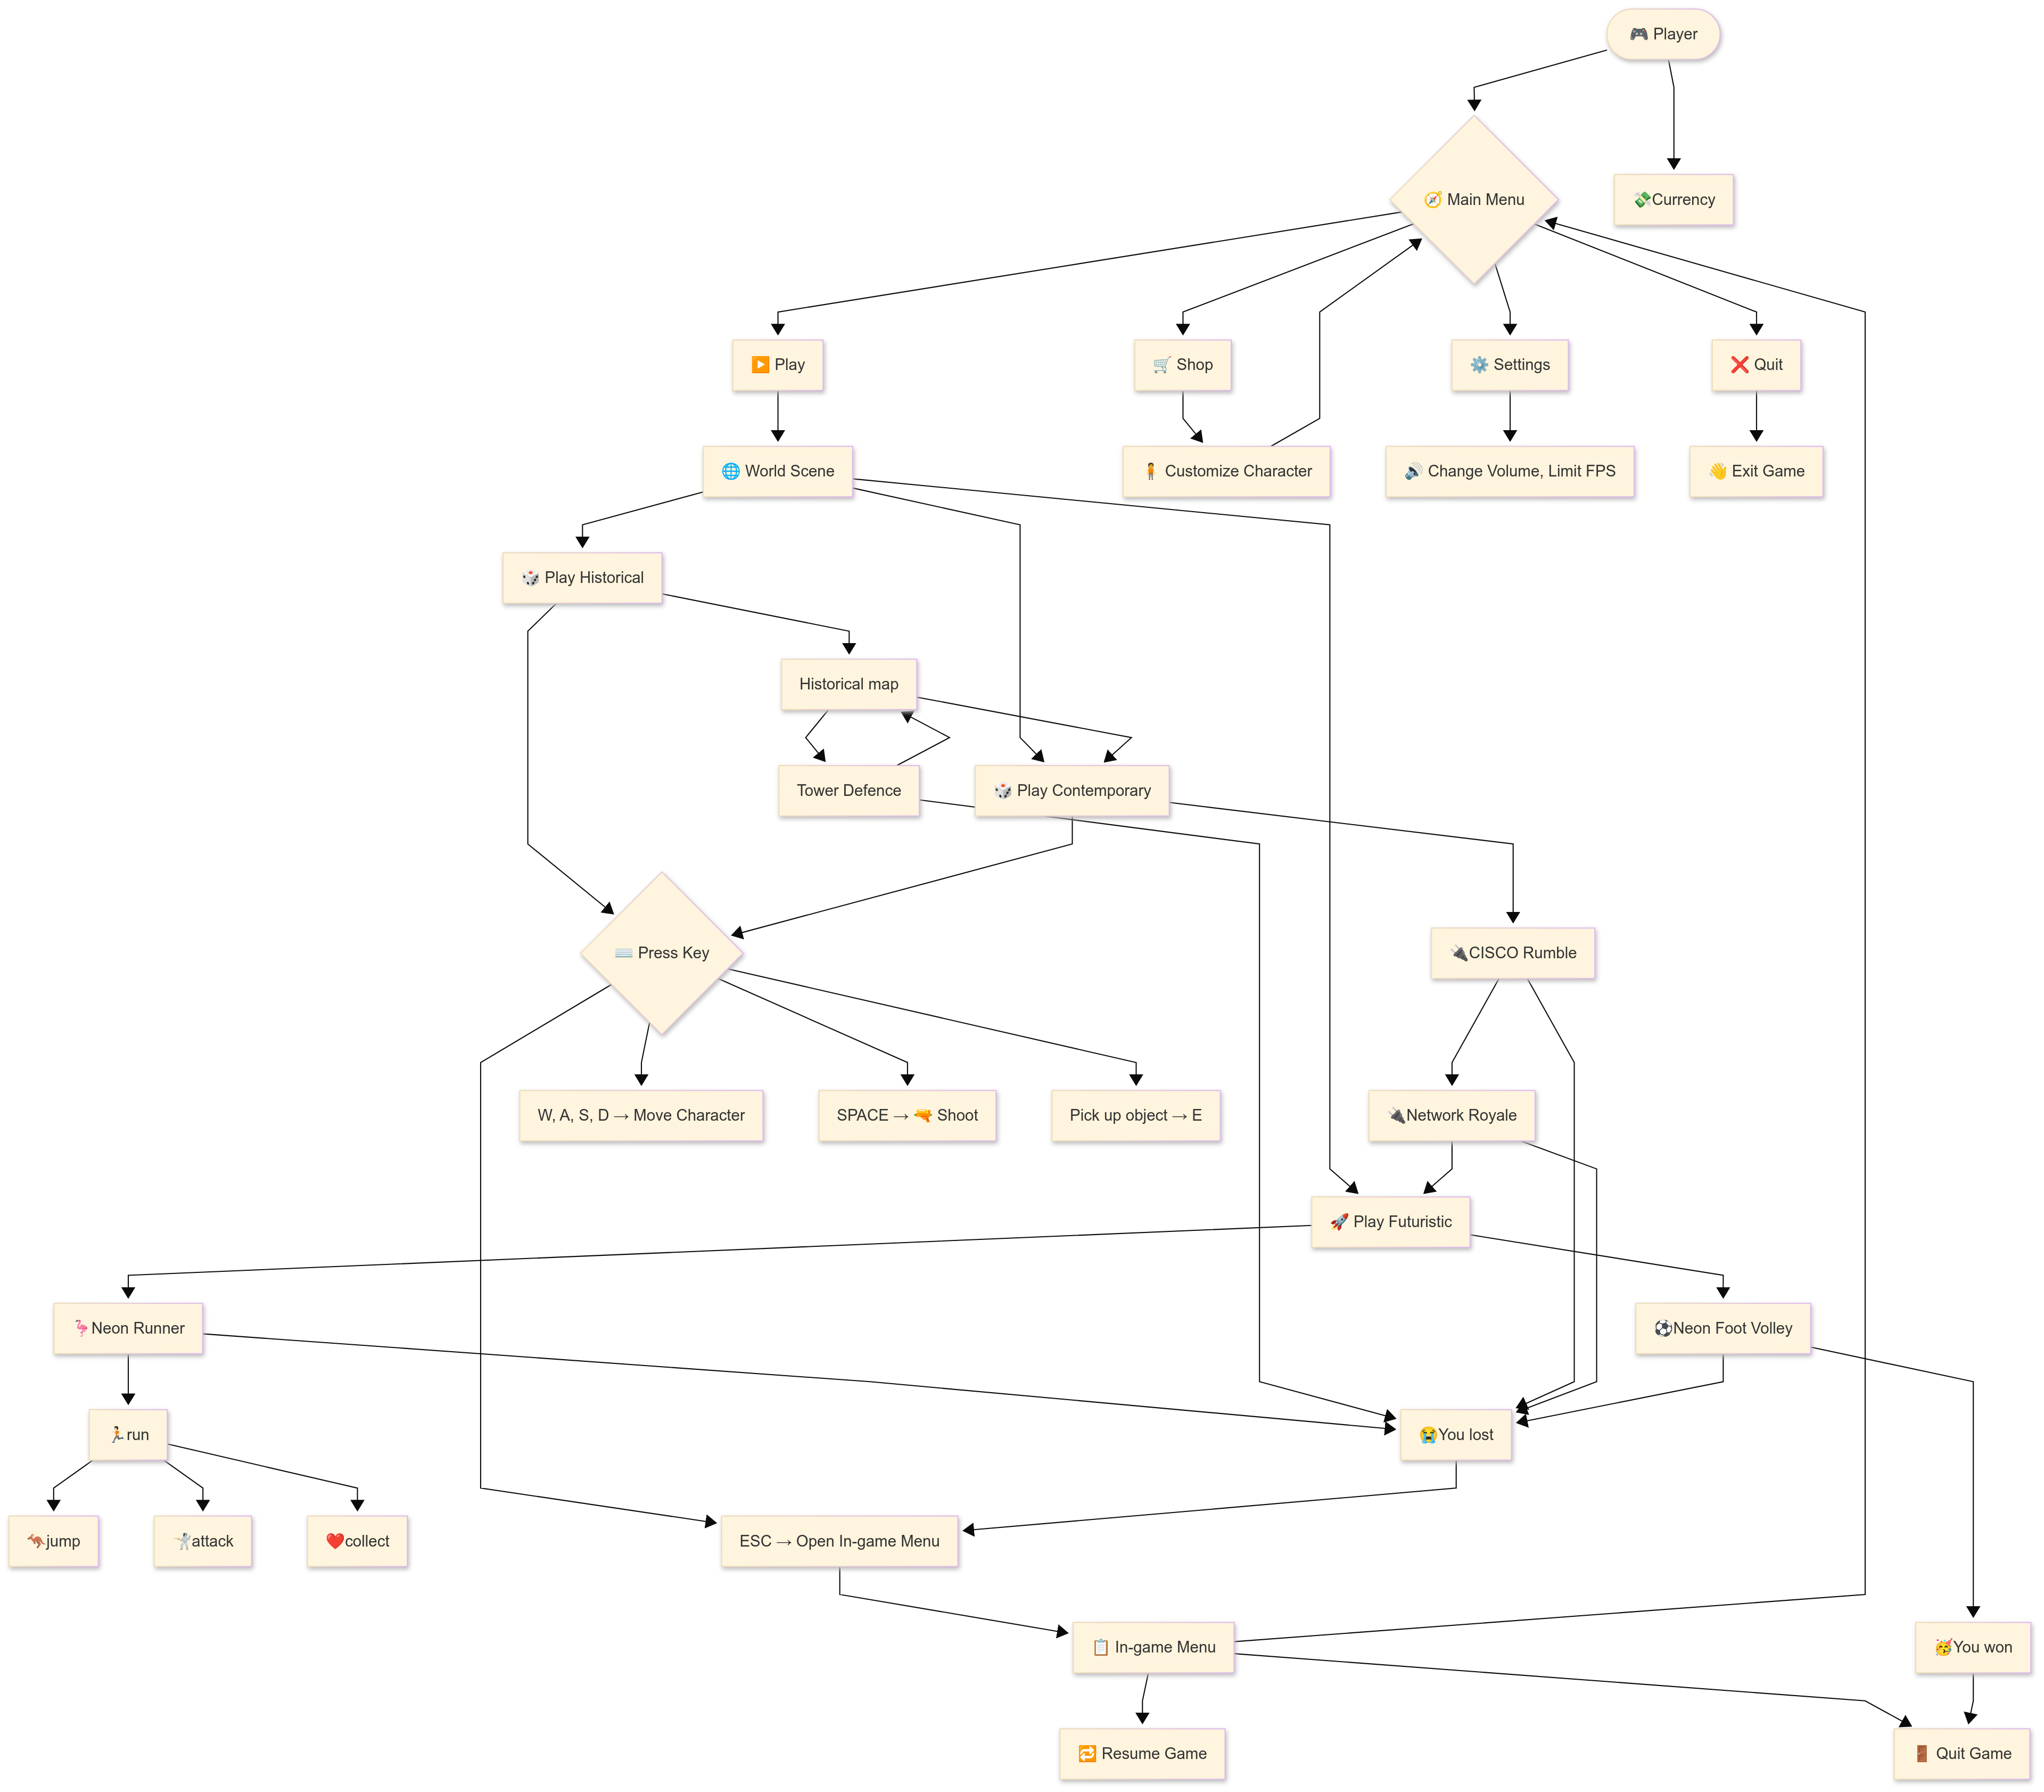 🎮 Player
🧭 Main Menu
💸Currency
▶️ Play
🛒 Shop
⚙️ Settings
❌ Quit
🌐 World Scene
🧍 Customize Character
🔊 Change Volume, Limit FPS
👋 Exit Game
🎲 Play Historical
Historical map
Tower Defence
🎲 Play Contemporary
⌨️ Press Key
🔌CISCO Rumble
W, A, S, D → Move Character
SPACE → 🔫 Shoot
Pick up object → E
🔌Network Royale
🚀 Play Futuristic
🦩Neon Runner
⚽Neon Foot Volley
🏃run
😭You lost
🦘jump
🤺attack
❤️collect
ESC → Open In-game Menu
📋 In-game Menu
🥳You won
🔁 Resume Game
🚪 Quit Game